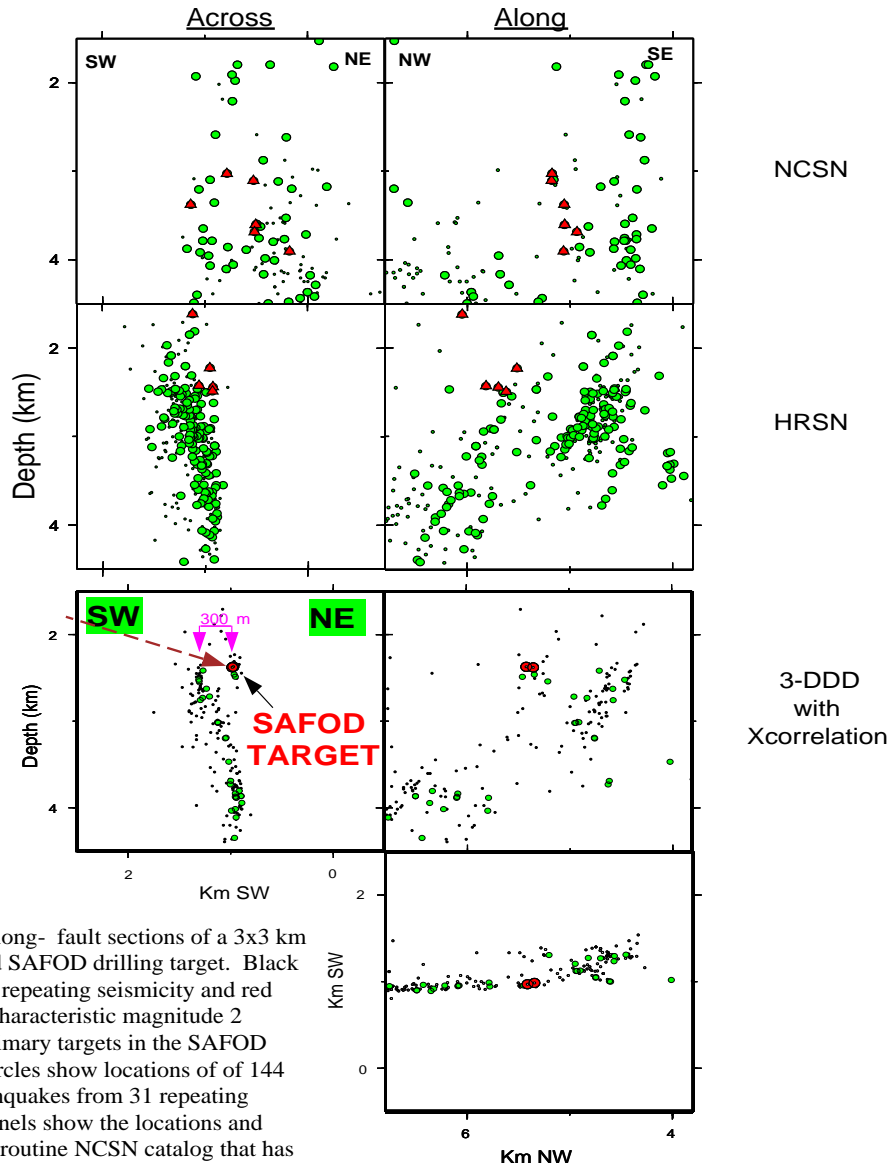 Across
Along
SW
NE
NW
SE
2
4
NCSN
2
4
Depth (km)
HRSN
SW
NE
300 m
2
4
Depth (km)
SAFOD
TARGET
2
0
Km SW
3-DDD
with
Xcorrelation
2
0
Km SW
6
4
Km NW
long- fault sections of a 3x3 km
d SAFOD drilling target. Black
repeating seismicity and red
haracteristic magnitude 2
imary targets in the SAFOD
rcles show locations of of 144
hquakes from 31 repeating
nels show the locations and
routine NCSN catalog that has